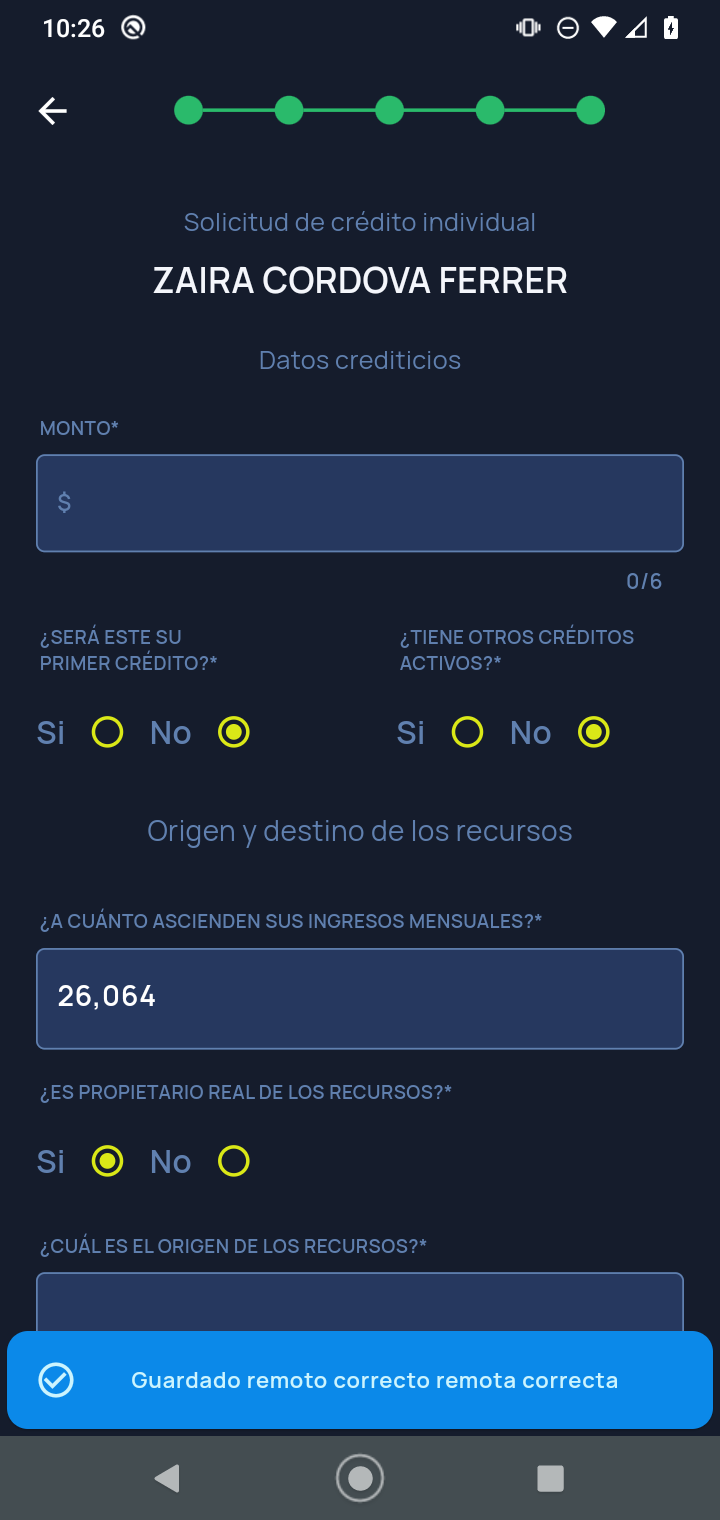 10:26
Solicitud de crédito individual
ZAIRA CORDOVA FERRER
Datos crediticios
MONTO*
$
0/6
¿SERÁ ESTE SU
PRIMER CRÉDITO?*
Si No
¿TIENE OTROS CRÉDITOS
ACTIVOS?*
Si No
Origen y destino de los recursos
¿A CUÁNTO ASCIENDEN SUS INGRESOS MENSUALES?*
26,064
¿ES PROPIETARIO REAL DE LOS RECURSOS?*
Si No
¿CUÁL ES EL ORIGEN DE LOS RECURSOS?*
Guardado remoto correcto remota correcta